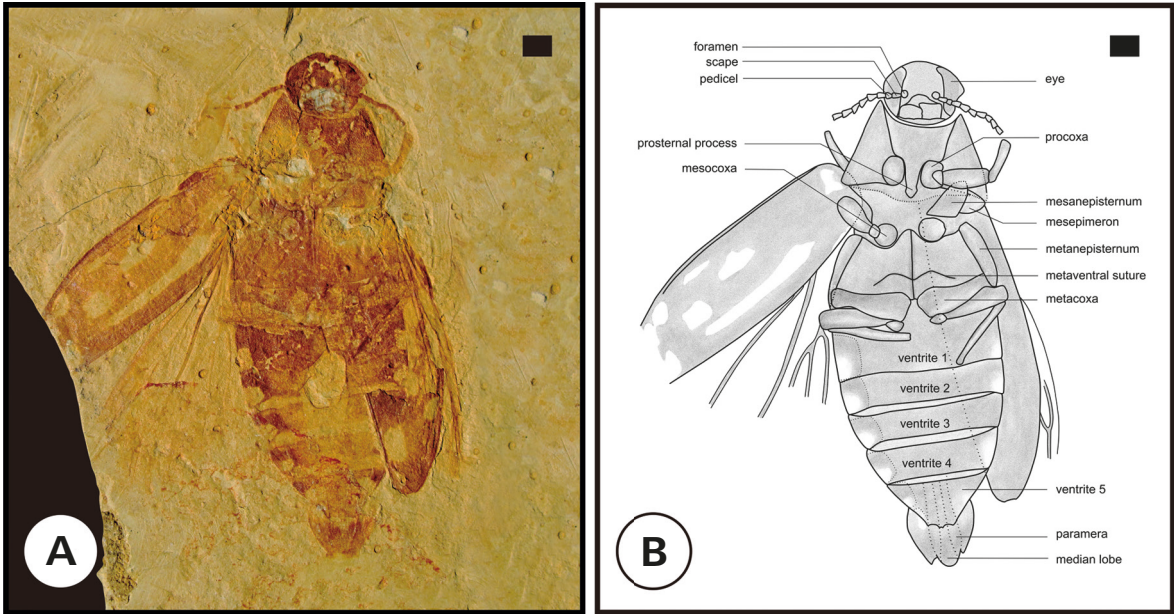 A
B
foramen
scape
pedicel
eye
prosternal process
procoxa
mesocoxa
mesanepisternum
mesepimeron
metanepisternum
metaventral suture
metacoxa
ventrite 1
ventrite 2
ventrite 3
ventrite 4
ventrite 5
paramera
median lobe